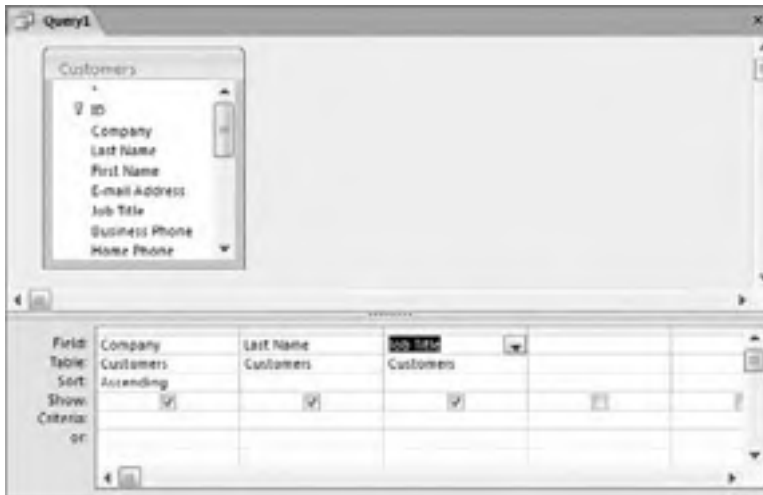 Query1
Customers
*
ID
Company
Last Name
First Name
E-mail Address
Job Title
Business Phone
Home Phone
Field: Company Last Name Job Title
Table: Customers Customers Customers
Sort: Ascending
Show:
Criteria:
or: